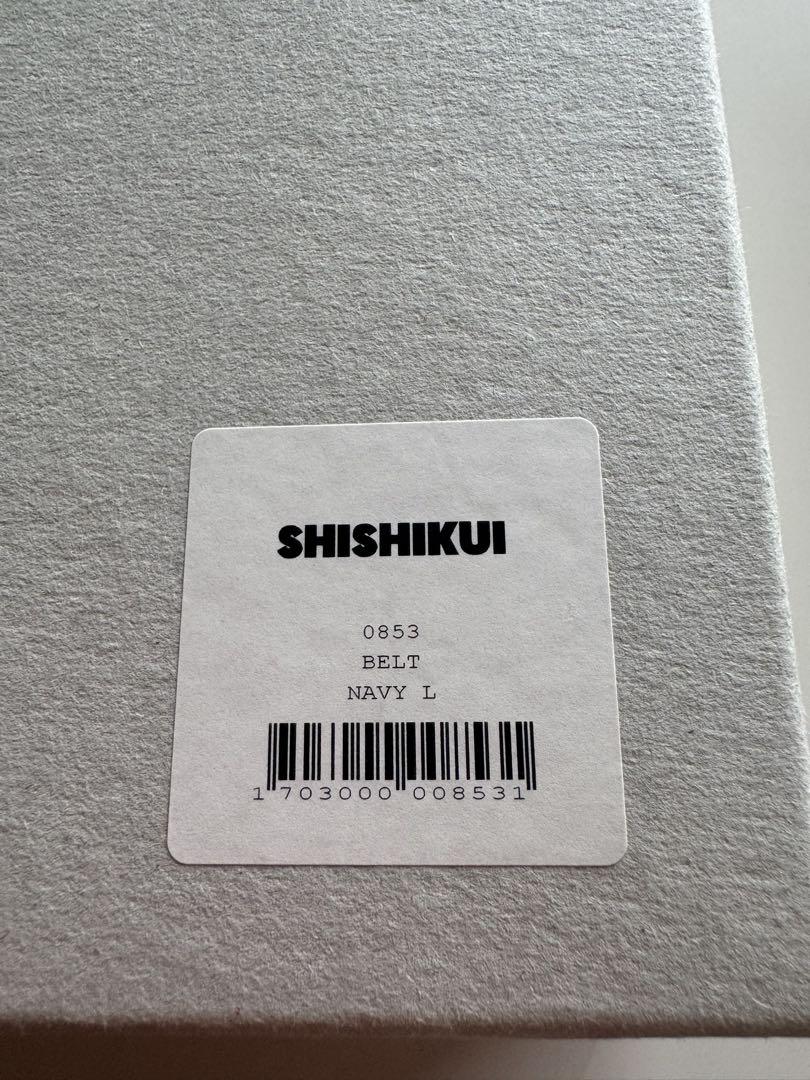 SHISHIKUI
0853
BELT
NAVY L
1 703000 008531